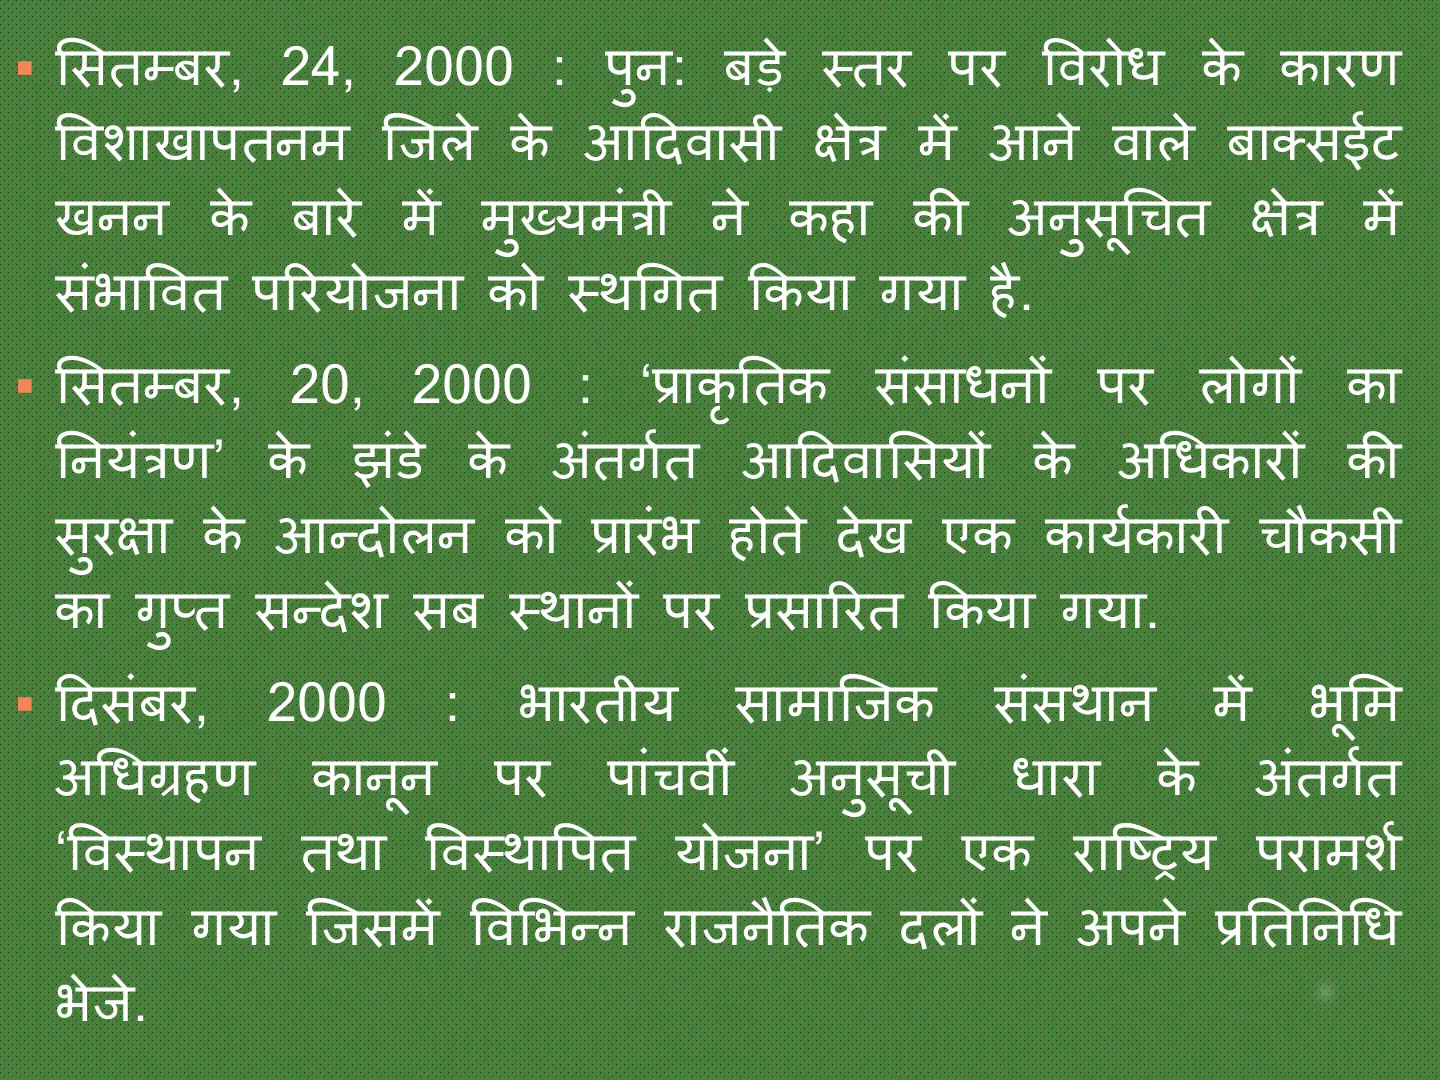 सितम्बर, 24, 2000 : पुन: बड़े स्तर पर विरोध के कारण
विशाखापतनम जिले के आदिवासी क्षेत्र में आने वाले बाक्सईट
खनन के बारे में मुख्यमंत्री ने कहा की अनुसूचित क्षेत्र में
संभावित परियोजना को स्थगित किया गया है.
सितम्बर, 20, 2000 : ‘प्राकृतिक संसाधनों पर लोगों का
नियंत्रण’ के झंडे के अंतर्गत आदिवासियों के अधिकारों की
सुरक्षा के आन्दोलन को प्रारंभ होते देख एक कार्यकारी चौकसी
का गुप्त सन्देश सब स्थानों पर प्रसारित किया गया.
दिसंबर, 2000 : भारतीय सामाजिक संसथान में भूमि
अधिग्रहण कानून पर पांचवीं अनुसूची धारा के अंतर्गत
‘विस्थापन तथा विस्थापित योजना’ पर एक राष्ट्रिय परामर्श
किया गया जिसमें विभिन्न राजनैतिक दलों ने अपने प्रतिनिधि
भेजे.